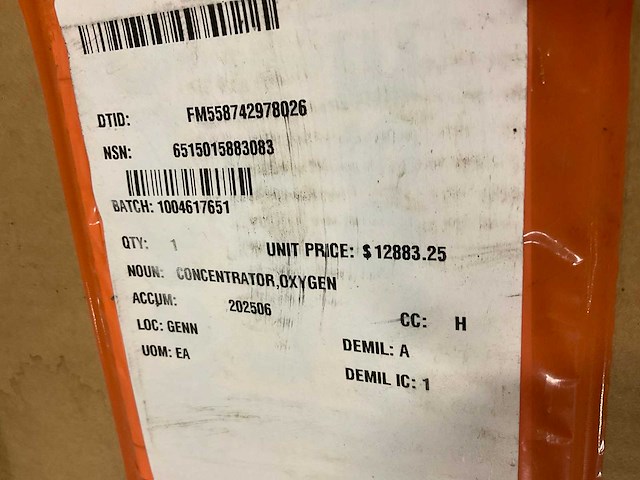 DTID: FM558742978026
NSN: 6515015883083
BATCH: 1004617651
QTY: 1 UNIT PRICE: $ 12883.25
NOUN: CONCENTRATOR,OXYGEN
ACCUM: 202506
LOC: GENN CC: H
UOM: EA DEMIL: A
DEMIL IC: 1